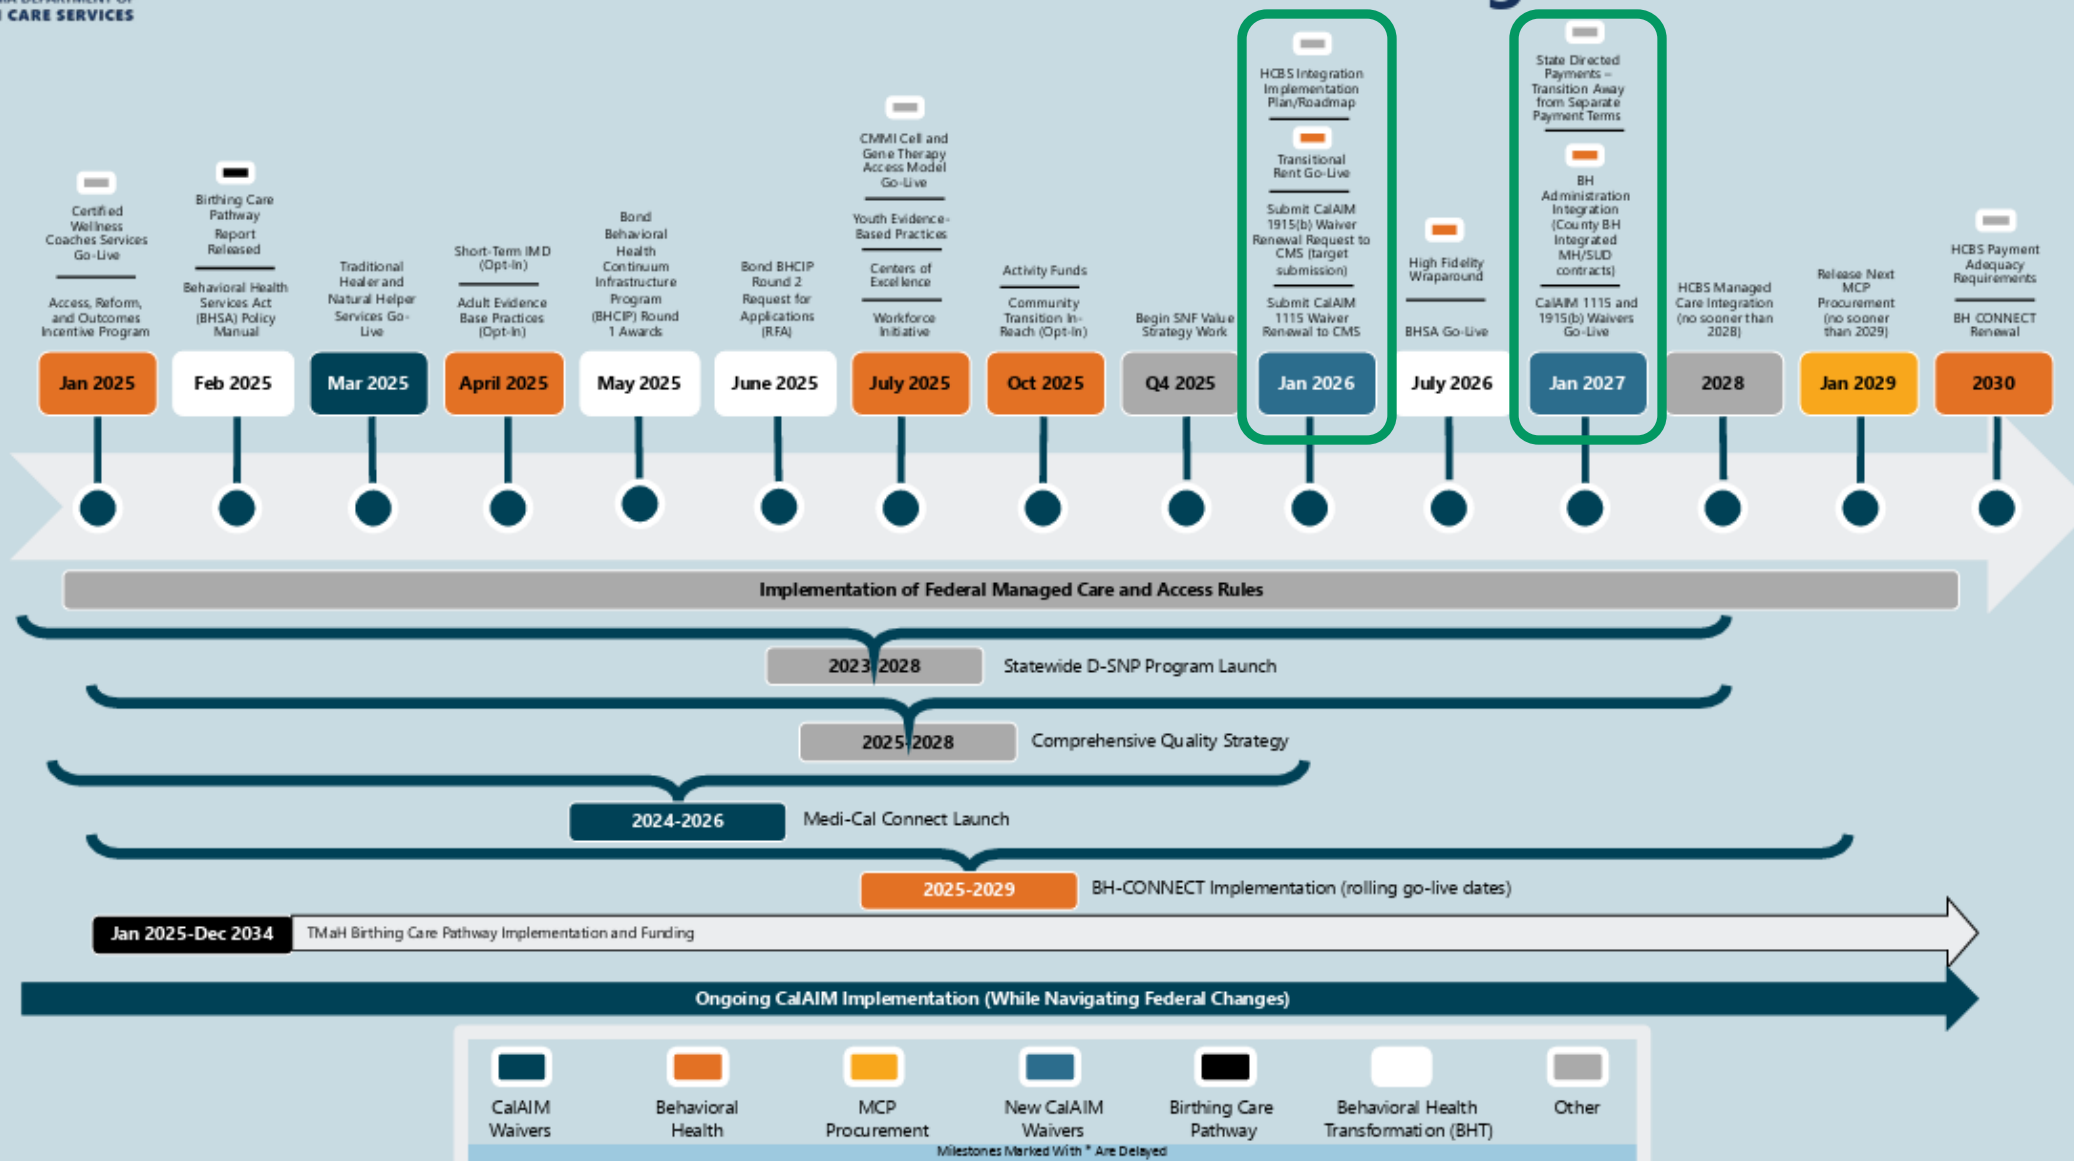 CARE SERVICES
Certified
Wellness
Coaches Services
Go-Live
Access, Reform,
and Outcomes
Incentive Program
Jan 2025
Birthing Care
Pathway
Report
Released
Behavioral Health
Services Act
(BHSA) Policy
Manual
Feb 2025
Traditional
Healer and
Natural Helper
Services Go-
Live
Mar 2025
Short-Term IMD
(Opt-In)
Adult Evidence
Base Practices
(Opt-In)
April 2025
Bond
Behavioral
Health
Continuum
Infrastructure
Program
(BHCIP) Round
1 Awards
May 2025
Bond BHCIP
Round 2
Request for
Applications
(RFA)
June 2025
CMMI Cell and
Gene Therapy
Access Model
Go-Live
Youth Evidence-
Based Practices
Centers of
Excellence
Workforce
Initiative
July 2025
Activity Funds
Community
Transition In-
Reach (Opt-In)
Oct 2025
Begin SNF Value
Strategy Work
Q4 2025
HCBS Integration
Implementation
Plan/Roadmap
Transitional
Rent Go-Live
Submit CalAIM
1915(b) Waiver
Renewal Request to
CMS (target
submission)
Submit CalAIM
1115 Waiver
Renewal to CMS
Jan 2026
High Fidelity
Wraparound
BHSA Go-Live
July 2026
State Directed
Payments –
Transition Away
from Separate
Payment Terms
BH
Administration
Integration
(County BH
Integrated
MH/SUD
contracts)
CalAIM 1115 and
1915(b) Waivers
Go-Live
Jan 2027
HCBS Managed
Care Integration
(no sooner than
2028)
2028
Release Next
MCP
Procurement
(no sooner
than 2029)
Jan 2029
HCBS Payment
Adequacy
Requirements
BH CONNECT
Renewal
2030
Implementation of Federal Managed Care and Access Rules
2023-2028 Statewide D-SNP Program Launch
2025-2028 Comprehensive Quality Strategy
2024-2026 Medi-Cal Connect Launch
2025-2029 BH-CONNECT Implementation (rolling go-live dates)
Jan 2025-Dec 2034 TMaH Birthing Care Pathway Implementation and Funding
Ongoing CalAIM Implementation (While Navigating Federal Changes)
CalAIM
Waivers
Behavioral
Health
MCP
Procurement
New CalAIM
Waivers
Birthing Care
Pathway
Behavioral Health
Transformation (BHT)
Other
Milestones Marked With * Are Delayed